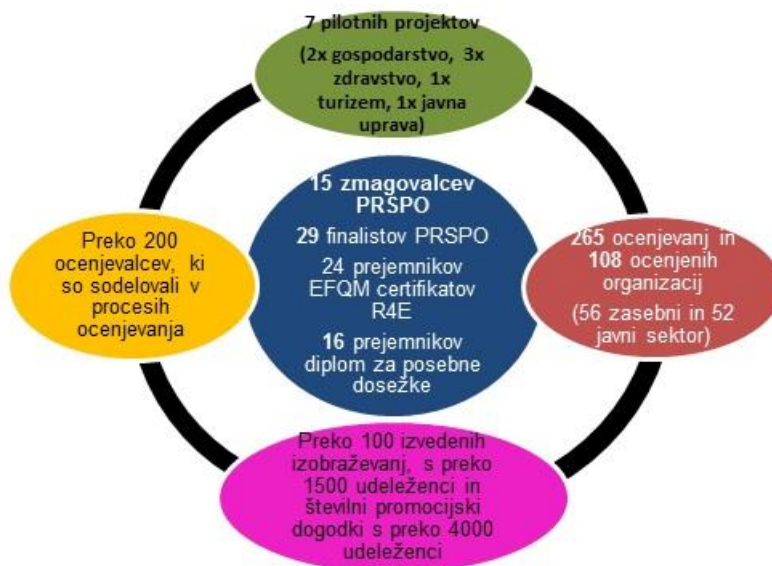 7 pilotnih projektov
(2x gospodarstvo, 3x
zdravstvo, 1x
turizem, 1x javna
uprava)
15 zmagovalcev
PRSPO
29 finalistov PRSPO
24 prejemnikov
EFQM certifikatov
R4E
16 prejemnikov
diplom za posebne
dosežke
Preko 200
ocenjevalcev, ki
so sodelovali v
procesih
ocenjevanja
265 ocenjevanj in
108 ocenjenih
organizacij
(56 zasebni in 52
javni sektor)
Preko 100 izvedenih
izobraževanj, s preko
1500 udeleženci in
številni promocijski
dogodki s preko 4000
udeleženci